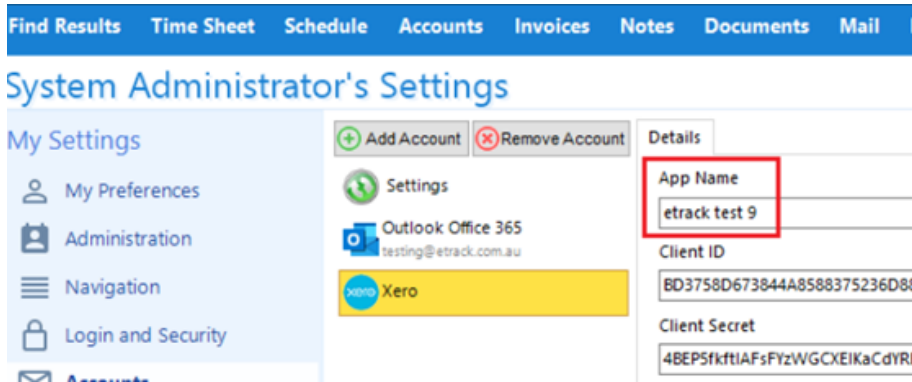 Find Results Time Sheet Schedule Accounts Invoices Notes Documents Mail
System Administrator's Settings
My Settings
My Preferences
Administration
Navigation
Login and Security
Accounts
Add Account Remove Account
Settings
Outlook Office 365
testing@etrack.com.au
xero Xero
Details
App Name
etrack test 9
Client ID
BD3758D673844A8588375236D88
Client Secret